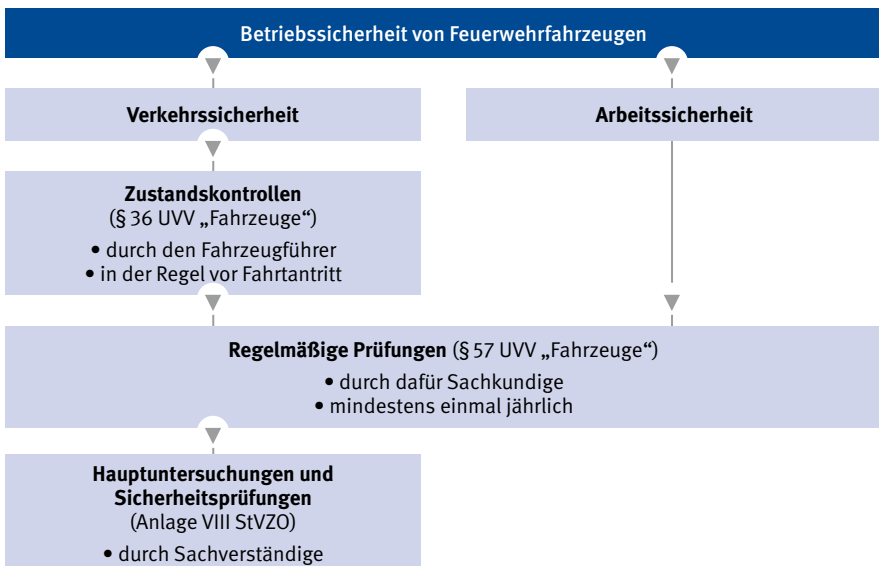 Betriebssicherheit von Feuerwehrfahrzeugen
Verkehrssicherheit
Arbeitssicherheit
Zustandskontrollen
(§ 36 UVV „Fahrzeuge“)
• durch den Fahrzeugführer
• in der Regel vor Fahrtantritt
Regelmäßige Prüfungen (§ 57 UVV „Fahrzeuge“)
• durch dafür Sachkundige
• mindestens einmal jährlich
Hauptuntersuchungen und
Sicherheitsprüfungen
(Anlage VIII StVZO)
• durch Sachverständige